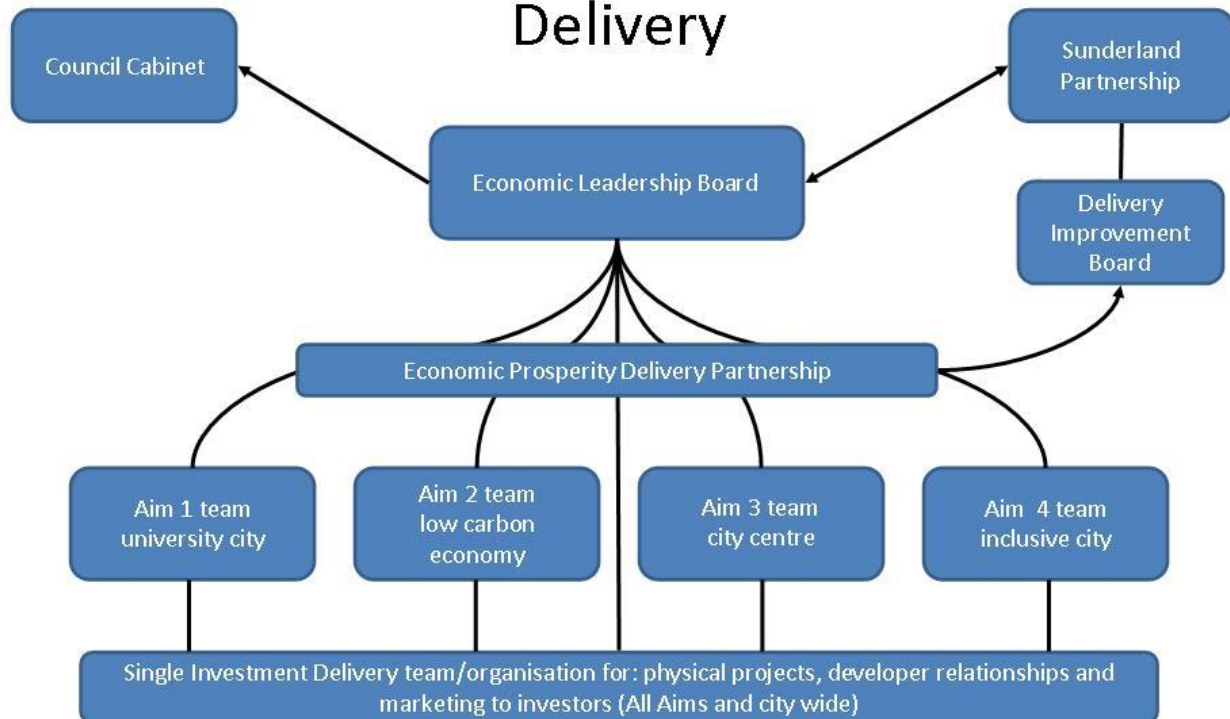 Delivery
Council Cabinet
Sunderland
Partnership
Economic Leadership Board
Delivery
Improvement
Board
Economic Prosperity Delivery Partnership
Aim 1 team
university city
Aim 2 team
low carbon
economy
Aim 3 team
city centre
Aim 4 team
inclusive city
Single Investment Delivery team/organisation for: physical projects, developer relationships and
marketing to investors (All Aims and city wide)